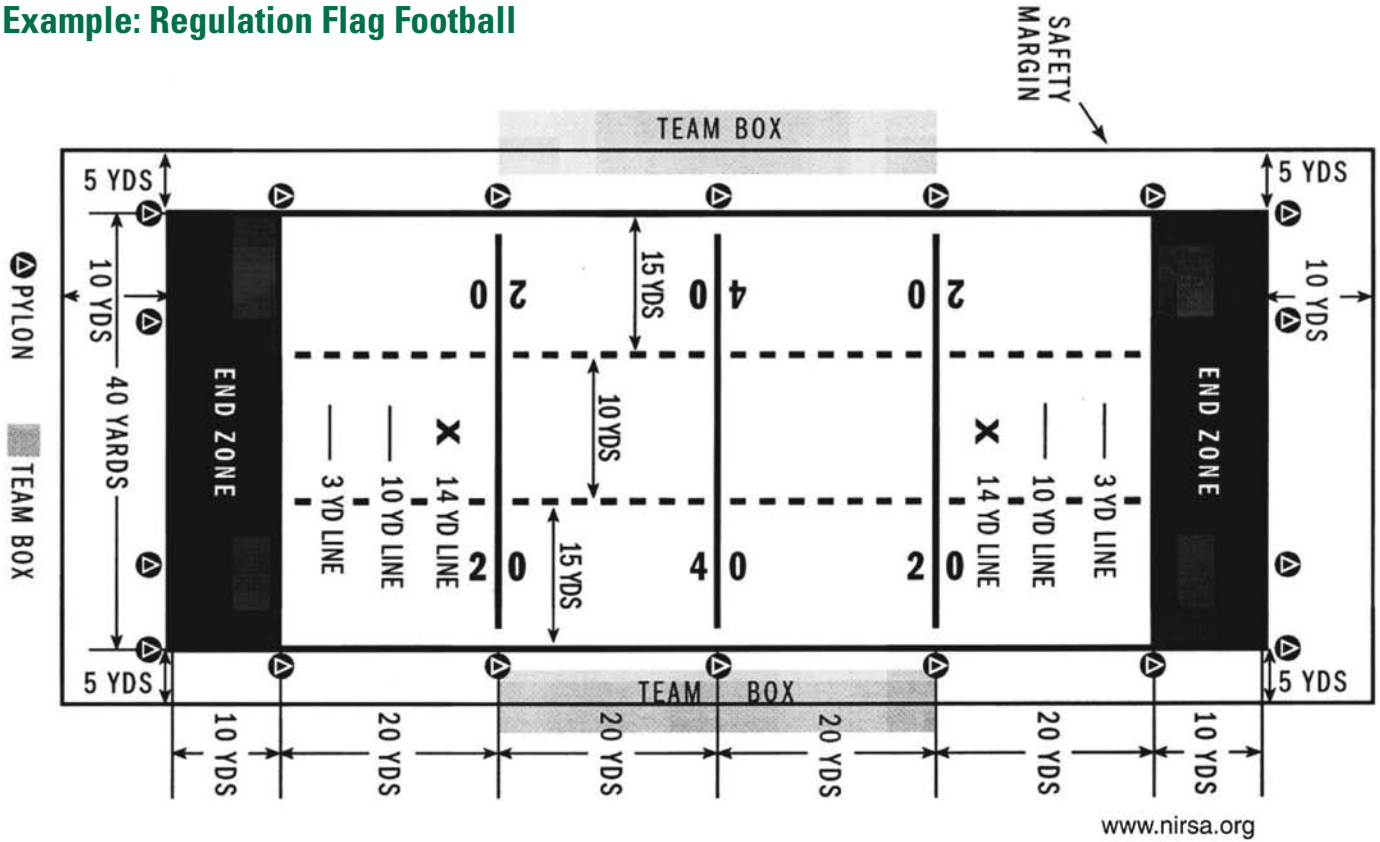 Example: Regulation Flag Football
SAFETY
MARGIN
TEAM BOX
5 YDS
5 YDS
10 YDS
10 YDS
40 YARDS
PYLON
TEAM BOX
END ZONE
END ZONE
2 0
4 0
2 0
15 YDS
10 YDS
15 YDS
3 YD LINE
10 YD LINE
X
14 YD LINE
X
14 YD LINE
10 YD LINE
3 YD LINE
2 0
4 0
2 0
5 YDS
5 YDS
TEAM BOX
10 YDS
20 YDS
20 YDS
20 YDS
20 YDS
10 YDS
www.nirsa.org